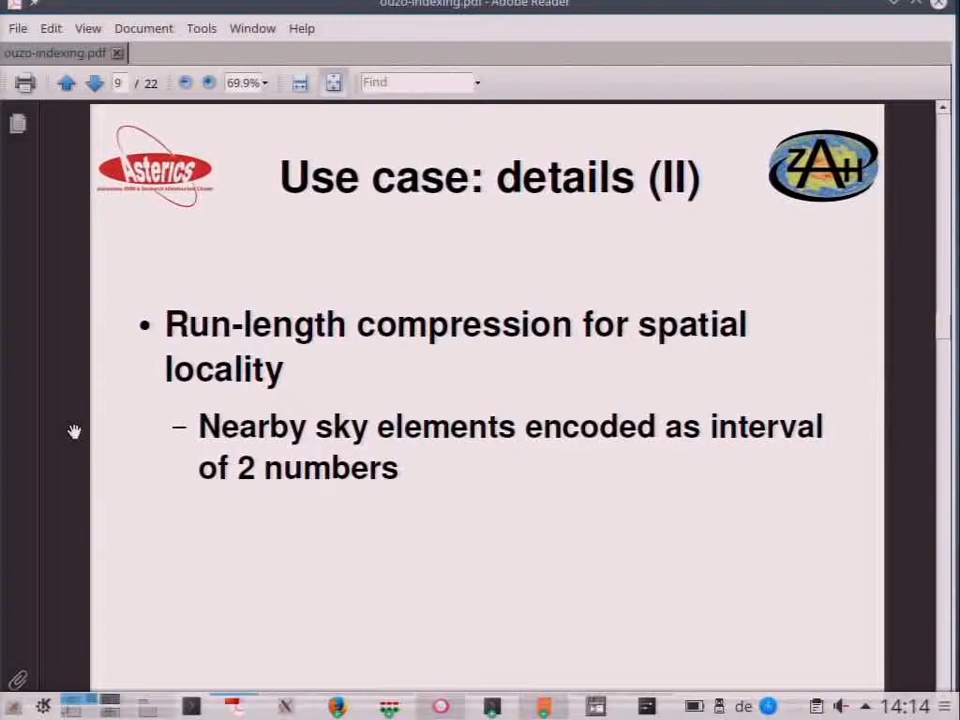 ouzo-indexing.pdf - Adobe Reader
File Edit View Document Tools Window Help
ouzo-indexing.pdf
9 / 22 69.9% Find
Asterics
ZAH
Use case: details (II)
• Run-length compression for spatial
locality
– Nearby sky elements encoded as interval
of 2 numbers
de 14:14